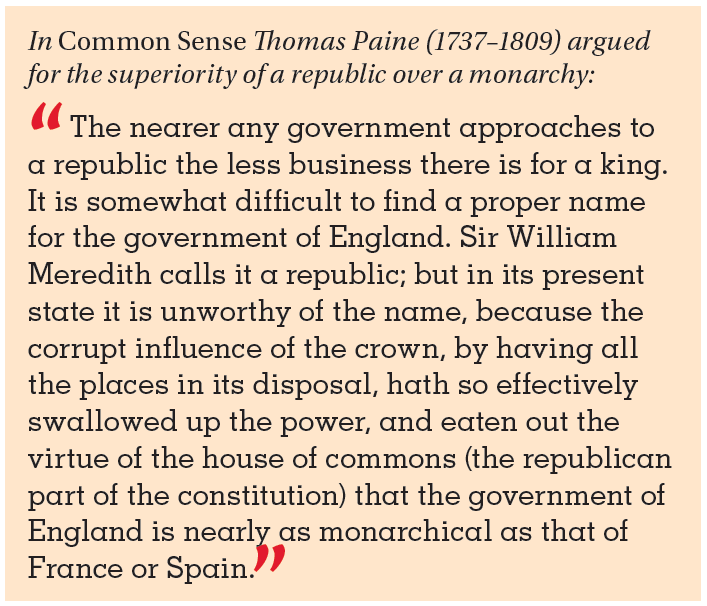 In Common Sense Thomas Paine (1737–1809) argued
for the superiority of a republic over a monarchy:
“ The nearer any government approaches to
a republic the less business there is for a king.
It is somewhat difficult to find a proper name
for the government of England. Sir William
Meredith calls it a republic; but in its present
state it is unworthy of the name, because the
corrupt influence of the crown, by having all
the places in its disposal, hath so effectively
swallowed up the power, and eaten out the
virtue of the house of commons (the republican
part of the constitution) that the government of
England is nearly as monarchical as that of
France or Spain.”